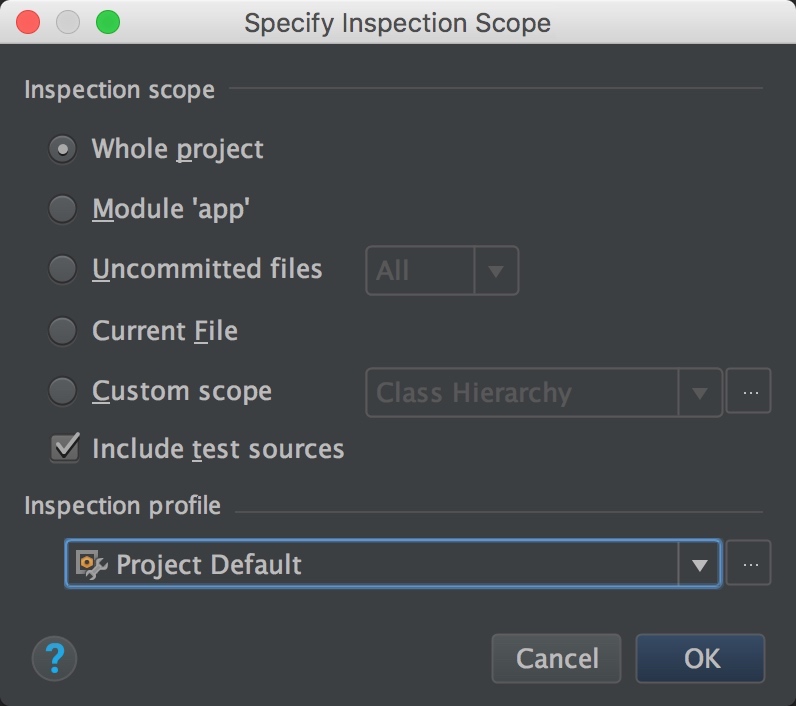 Specify Inspection Scope
Inspection scope
Whole project
Module 'app'
Uncommitted files All
Current File
Custom scope Class Hierarchy ...
Include test sources
Inspection profile
Project Default ...
? Cancel OK